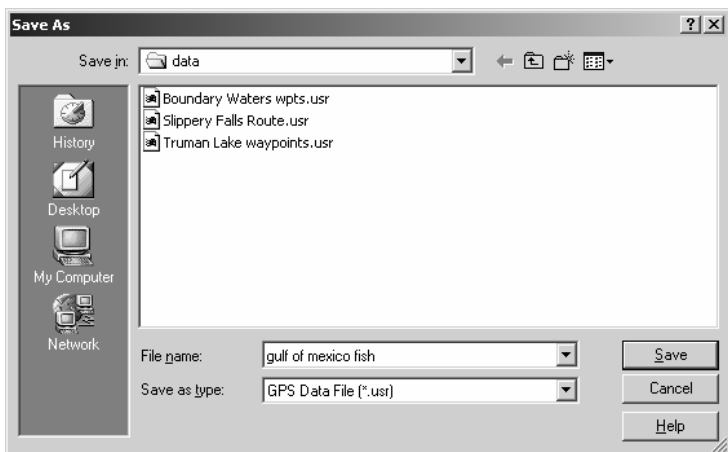 Save As
Save in: data
History
Desktop
My Computer
Network
Boundary Waters wpts.usr
Slippery Falls Route.usr
Truman Lake waypoints.usr
File name: gulf of mexico fish Save
Save as type: GPS Data File (*.usr) Cancel
Help